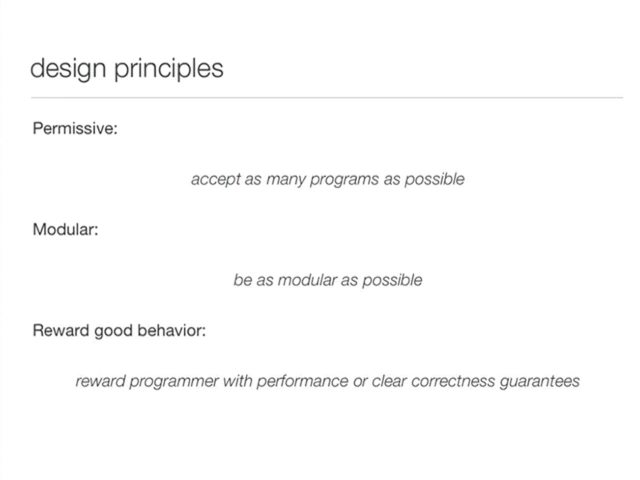 design principles
Permissive:
accept as many programs as possible
Modular:
be as modular as possible
Reward good behavior:
reward programmer with performance or clear correctness guarantees